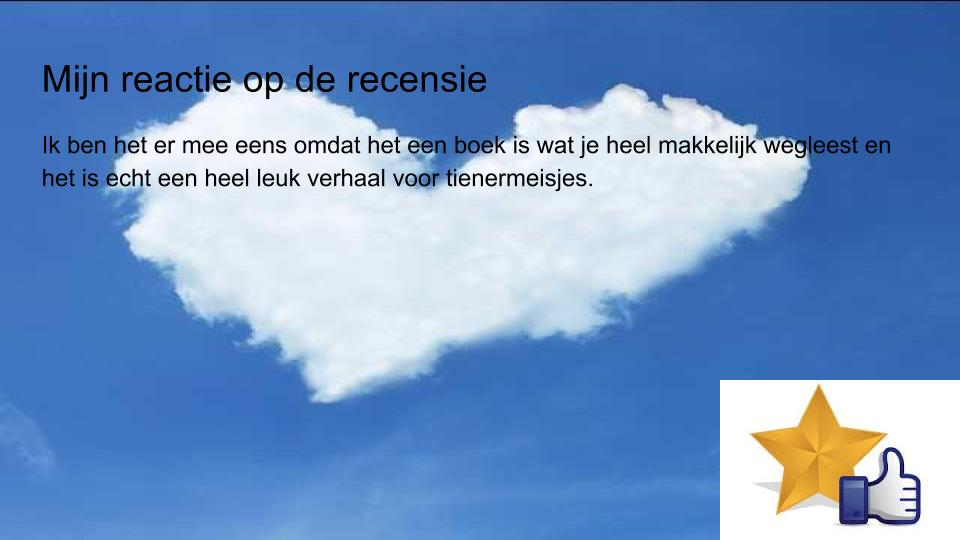 Mijn reactie op de recensie
Ik ben het er mee eens omdat het een boek is wat je heel makkelijk wegleest en
het is echt een heel leuk verhaal voor tienermeisjes.